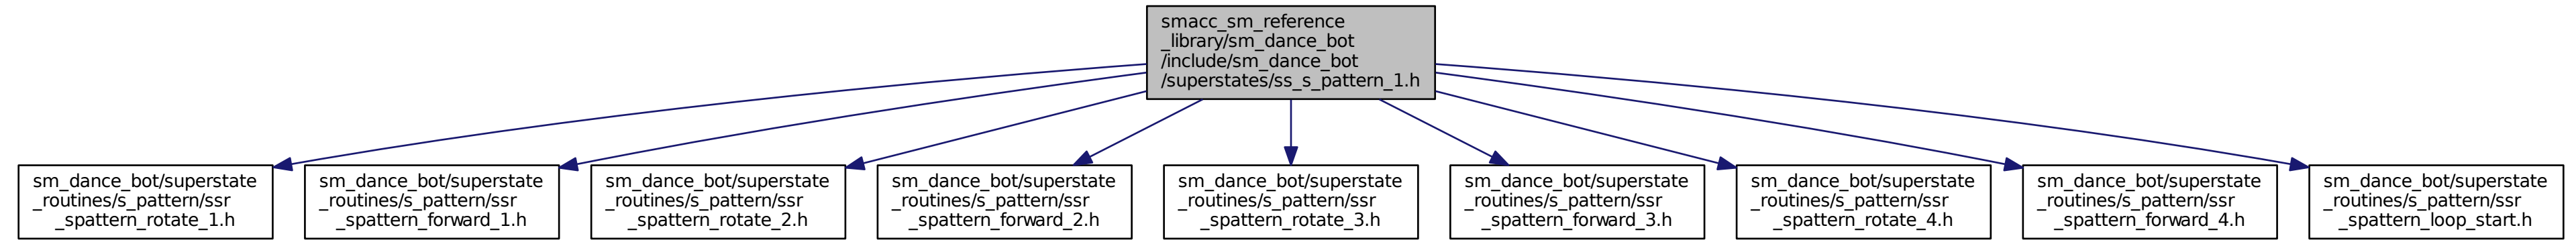 smacc_sm_reference
_library/sm_dance_bot
/include/sm_dance_bot
/superstates/ss_s_pattern_1.h
sm_dance_bot/superstate
_routines/s_pattern/ssr
_spattern_rotate_1.h
sm_dance_bot/superstate
_routines/s_pattern/ssr
_spattern_forward_1.h
sm_dance_bot/superstate
_routines/s_pattern/ssr
_spattern_rotate_2.h
sm_dance_bot/superstate
_routines/s_pattern/ssr
_spattern_forward_2.h
sm_dance_bot/superstate
_routines/s_pattern/ssr
_spattern_rotate_3.h
sm_dance_bot/superstate
_routines/s_pattern/ssr
_spattern_forward_3.h
sm_dance_bot/superstate
_routines/s_pattern/ssr
_spattern_rotate_4.h
sm_dance_bot/superstate
_routines/s_pattern/ssr
_spattern_forward_4.h
sm_dance_bot/superstate
_routines/s_pattern/ssr
_spattern_loop_start.h